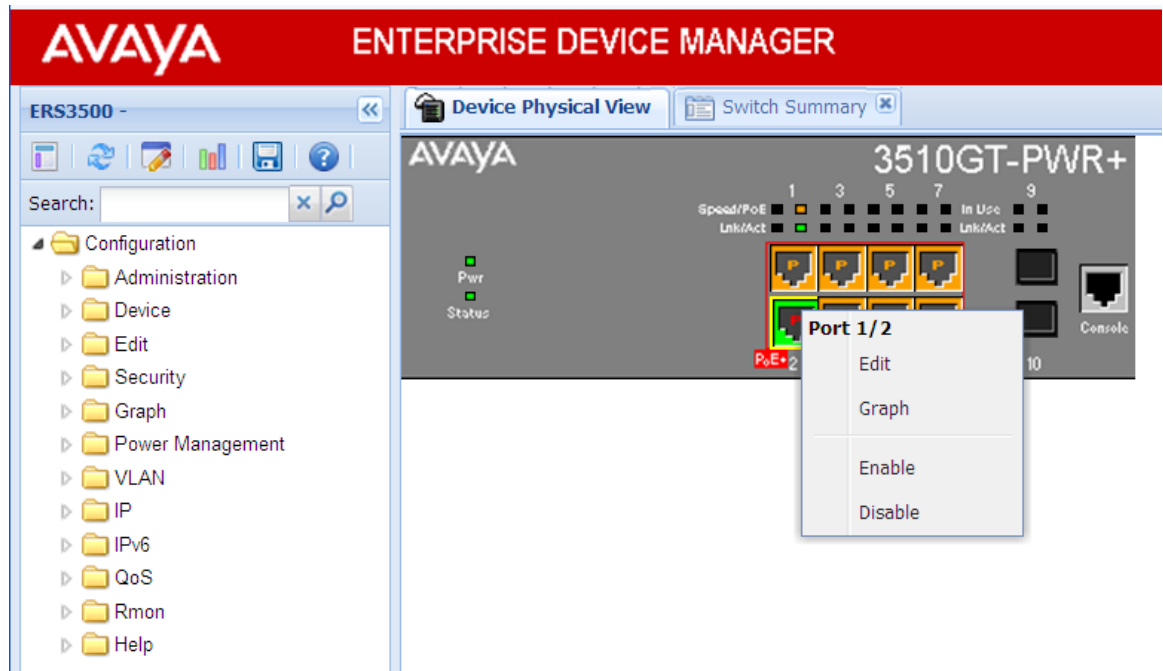 AVAYA ENTERPRISE DEVICE MANAGER
ERS3500 -
Device Physical View
Switch Summary
Search:
Configuration
Administration
Device
Edit
Security
Graph
Power Management
VLAN
IP
IPv6
QoS
Rmon
Help
AVAYA 3510GT-PWR+
1 3 5 7 9
Speed/PoE In Use
Lnk/Act Lnk/Act
Pwr
Status
P P P P
Console
PoE+ 2 10
Port 1/2
Edit
Graph
Enable
Disable